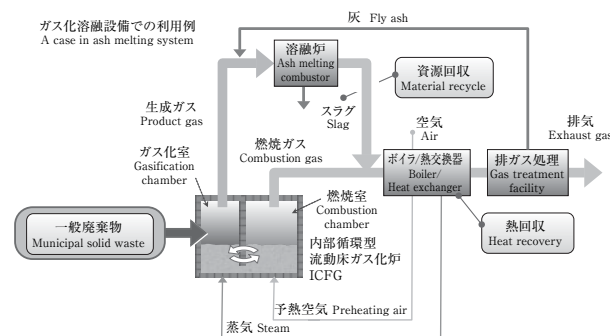 ガス化溶融設備での利用例
A case in ash melting system
灰 Fly ash
溶融炉
Ash melting
combustor
資源回収
Material recycle
スラグ
Slag
生成ガス
Product gas
空気
Air
排気
Exhaust gas
ガス化室
Gasification
chamber
燃焼ガス
Combustion gas
ボイラ/熱交換器
Boiler/
Heat exchanger
排ガス処理
Gas treatment
facility
燃焼室
Combustion
chamber
一般廃棄物
Municipal solid waste
内部循環型
流動床ガス化炉
ICFG
熱回収
Heat recovery
予熱空気 Preheating air
蒸気 Steam